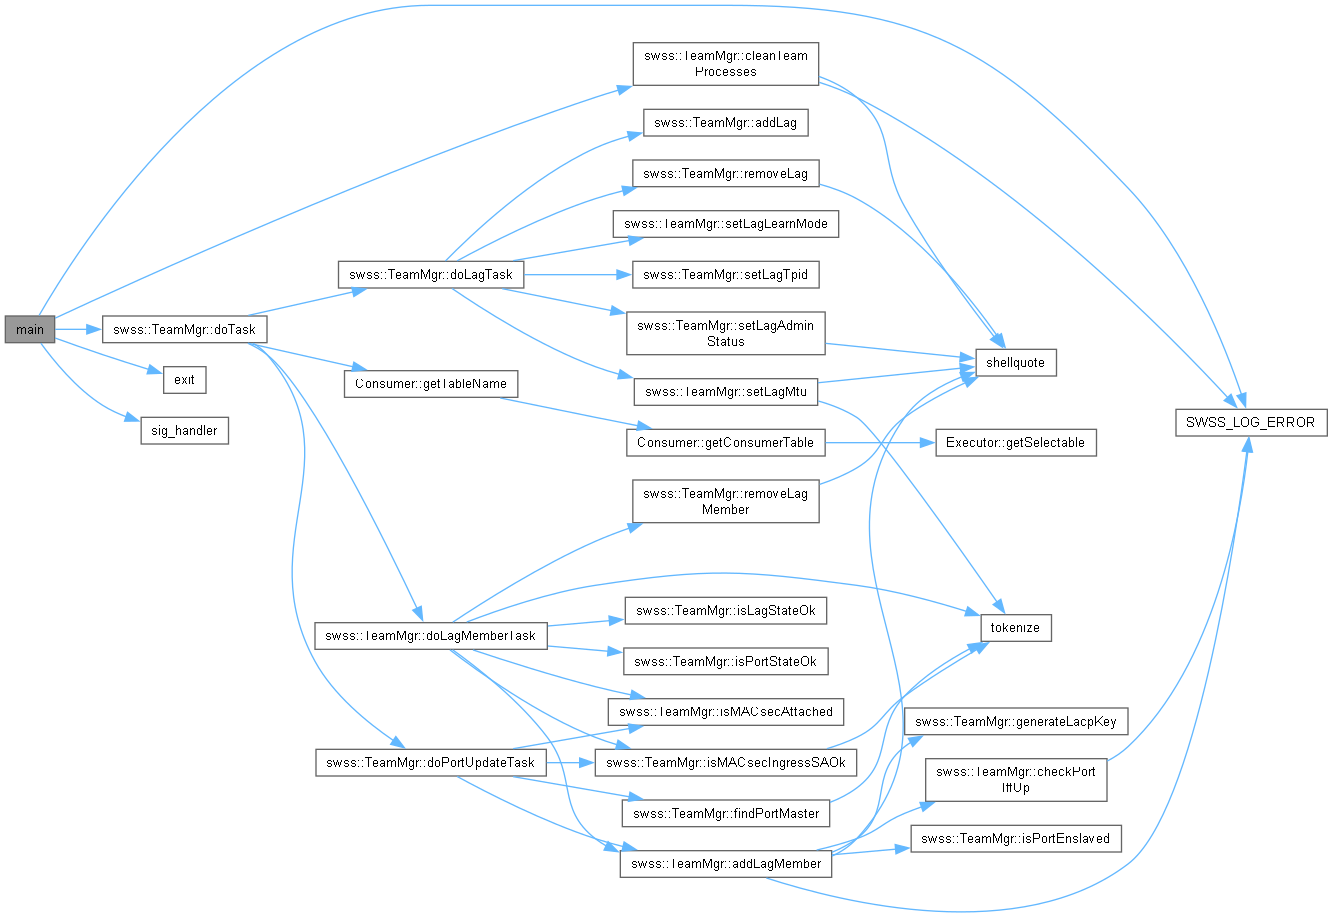 main
swss::TeamMgr::doTask
exit
sig_handler
swss::TeamMgr::doLagTask
Consumer::getTableName
swss::TeamMgr::doLagMemberTask
swss::TeamMgr::doPortUpdateTask
swss::TeamMgr::cleanTeam
Processes
swss::TeamMgr::addLag
swss::TeamMgr::removeLag
swss::TeamMgr::setLagLearnMode
swss::TeamMgr::setLagTpid
swss::TeamMgr::setLagAdmin
Status
swss::TeamMgr::setLagMtu
Consumer::getConsumerTable
swss::TeamMgr::removeLag
Member
swss::TeamMgr::isLagStateOk
swss::TeamMgr::isPortStateOk
swss::TeamMgr::isMACsecAttached
swss::TeamMgr::isMACsecIngressSAOk
swss::TeamMgr::findPortMaster
swss::TeamMgr::addLagMember
shellquote
Executor::getSelectable
tokenize
swss::TeamMgr::generateLacpKey
swss::TeamMgr::checkPort
IffUp
swss::TeamMgr::isPortEnslaved
SWSS_LOG_ERROR